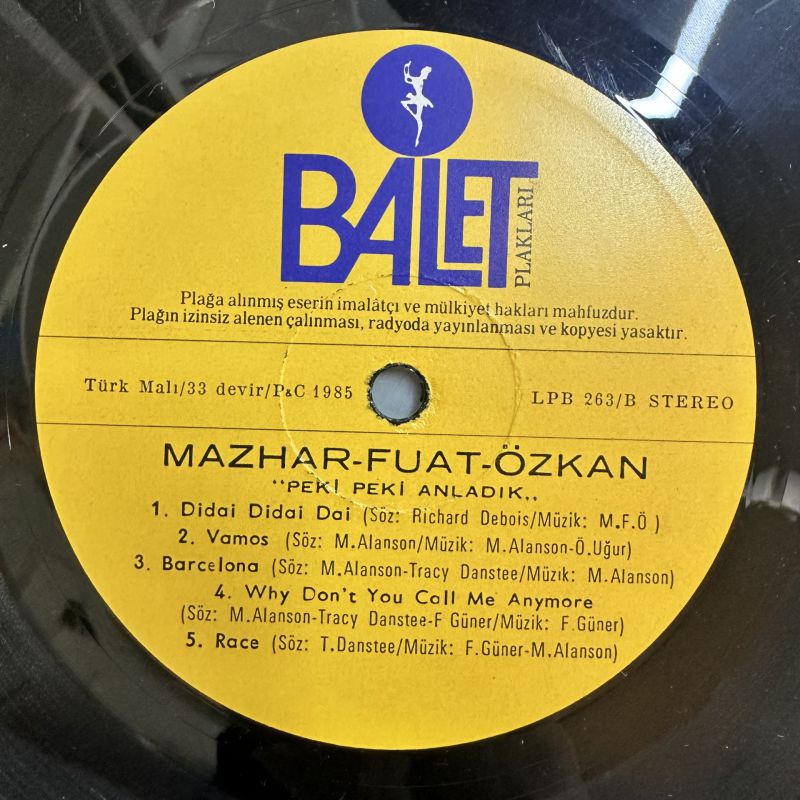 BALET
PLAKLARI
Plağa alınmış eserin imalâtçı ve mülkiyet hakları mahfuzdur.
Plağın izinsiz alenen çalınması, radyoda yayınlanması ve kopyesi yasaktır.
Türk Malı/33 devir/P&C 1985
LPB 263/B STEREO
MAZHAR-FUAT-ÖZKAN
"PEKİ PEKİ ANLADIK,,
1. Didai Didai Dai (Söz: Richard Debois/Müzik: M.F.Ö )
2. Vamos (Söz: M.Alanson/Müzik: M.Alanson-Ö.Uğur)
3. Barcelona (Söz: M.Alanson-Tracy Danstee/Müzık: M.Alanson)
4. Why Don't You Call Me Anymore
(Söz: M.Alanson-Tracy Danstee-F Güner/Müzik: F.Güner)
5. Race (Söz: T.Danstee/Müzik: F.Güner-M.Alanson)